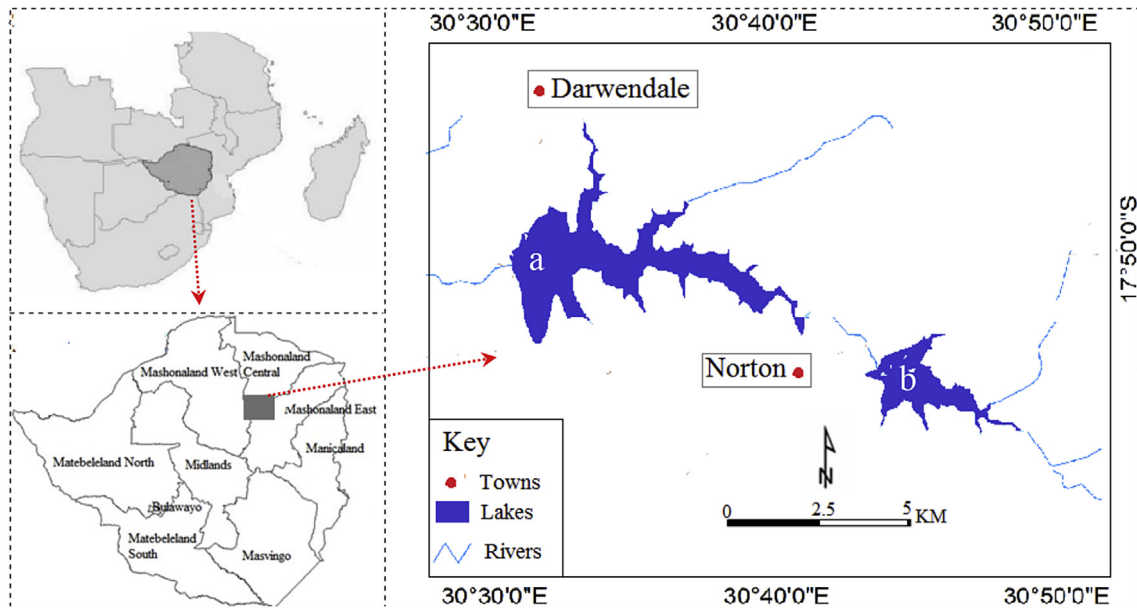 30°30'0"E 30°40'0"E 30°50'0"E
Darwendale
a
17°50'0"S
Norton
b
Key
Towns
Lakes
Rivers
N
0 2.5 5 KM
30°30'0"E 30°40'0"E 30°50'0"E
Mashonaland
Central
Mashonaland West
Mashonaland East
Manicaland
Matebeleland North
Midlands
Bulawayo
Matebeleland
South
Masvingo